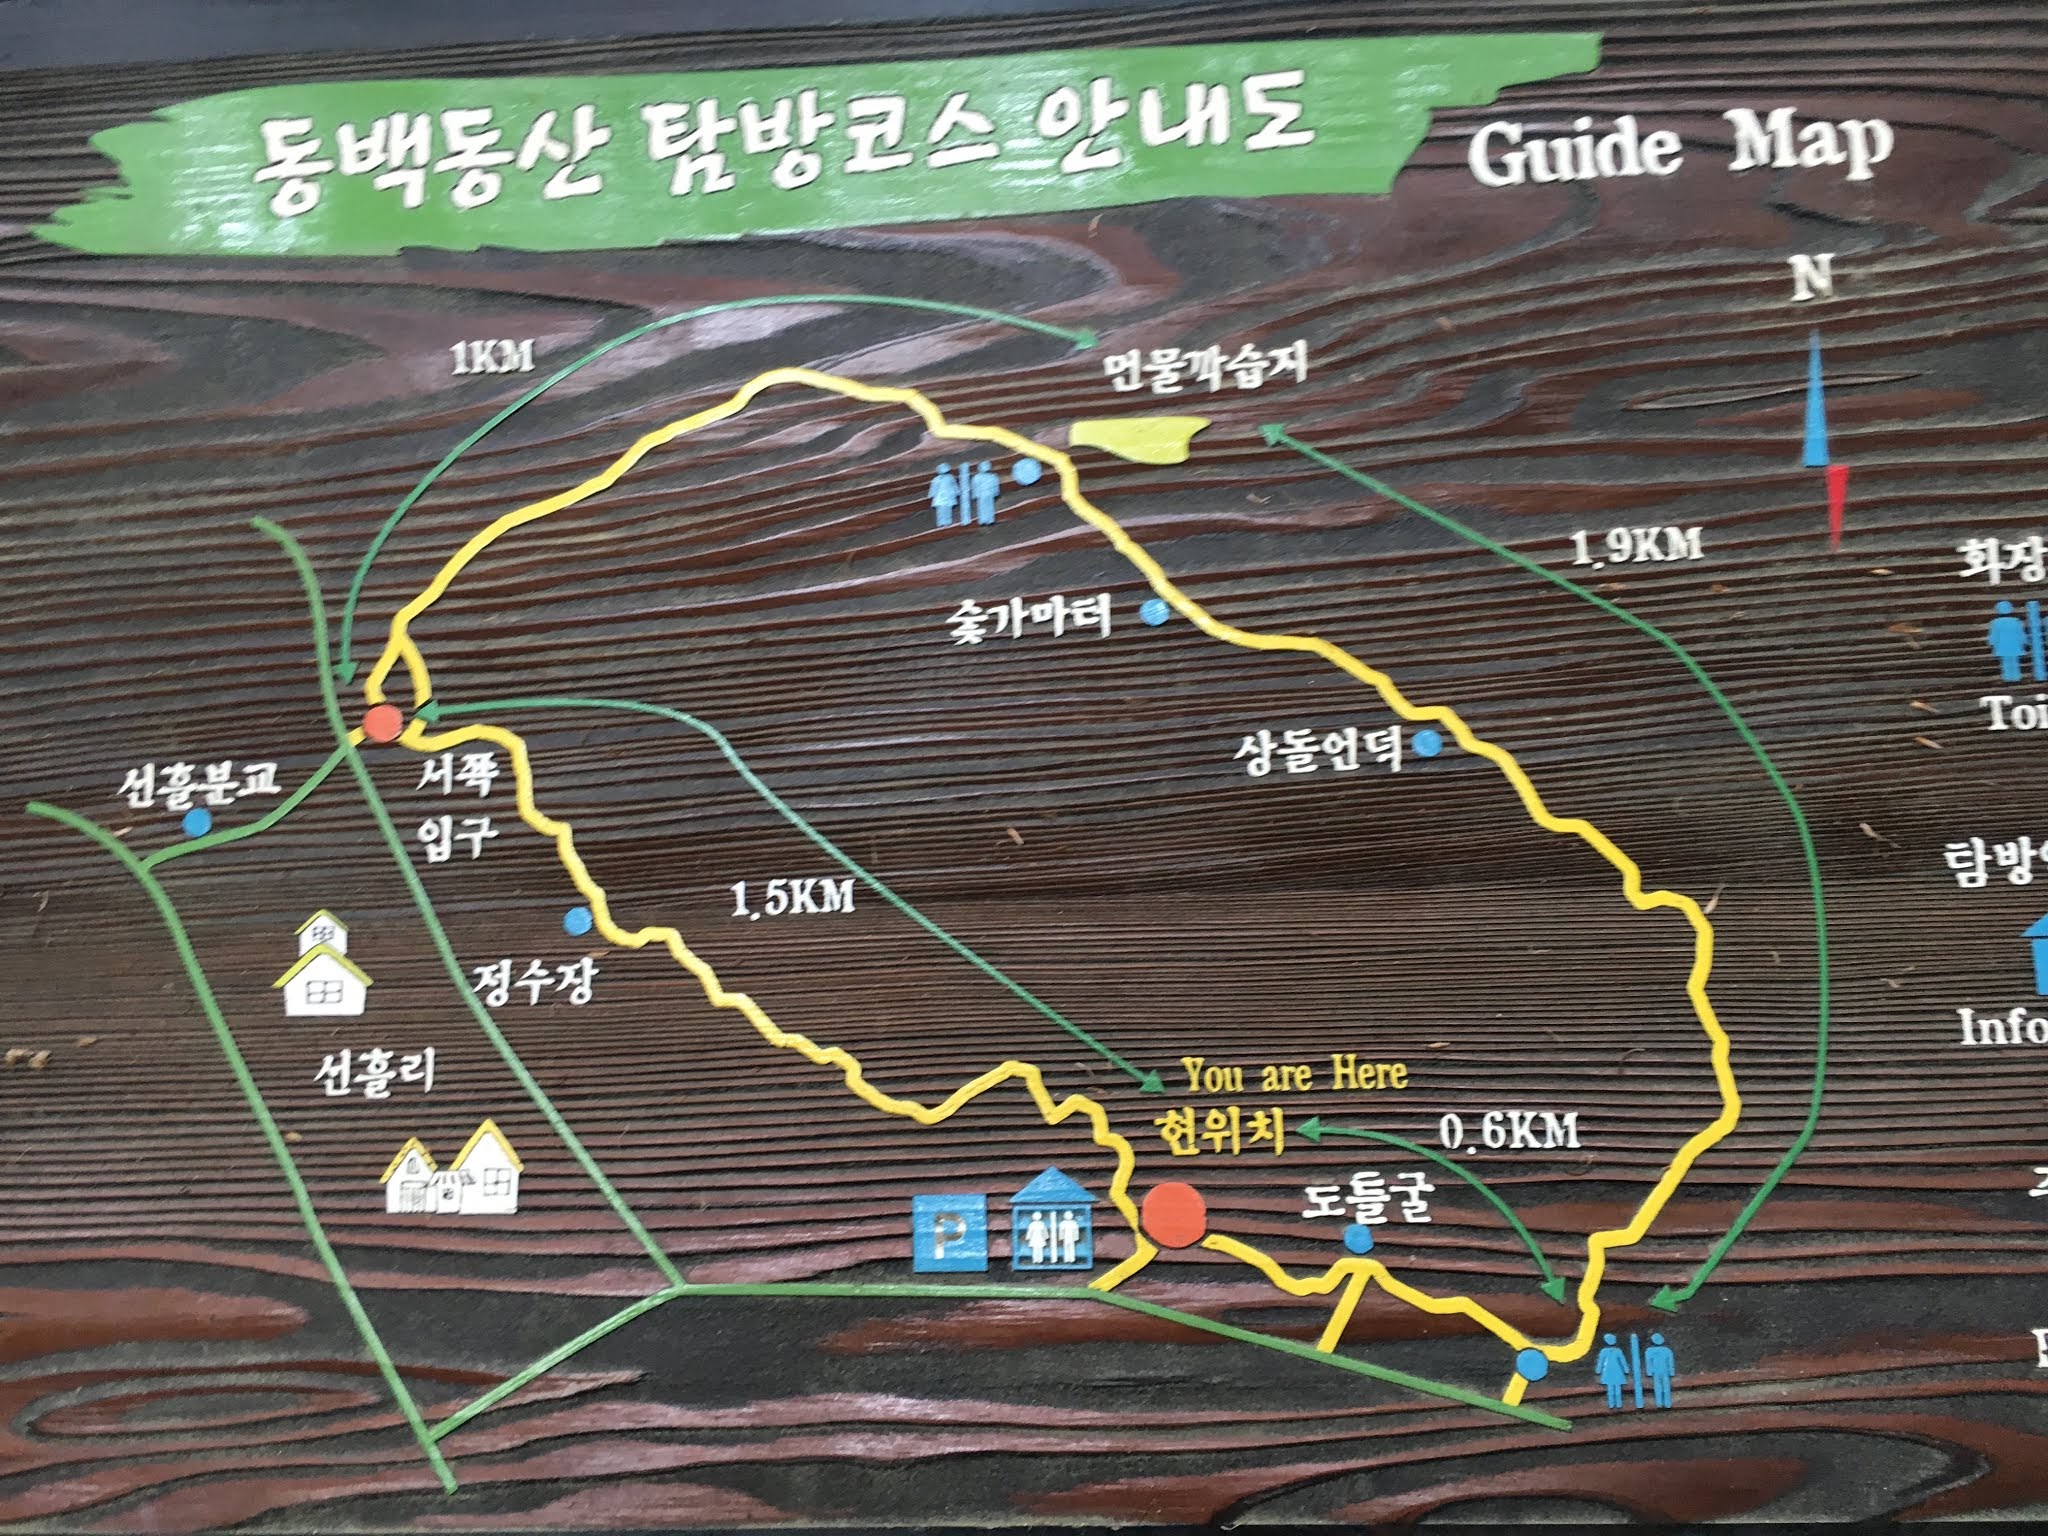 동백동산 탐방코스 안내도 Guide Map
N
1KM
먼물깍습지
1.9KM
화장
Toi
숯가마터
상돌언덕
선흘분교
서쪽
입구
1.5KM
탐방
정수장
Info
선흘리
You are Here
현위치
0.6KM
도틀굴
P